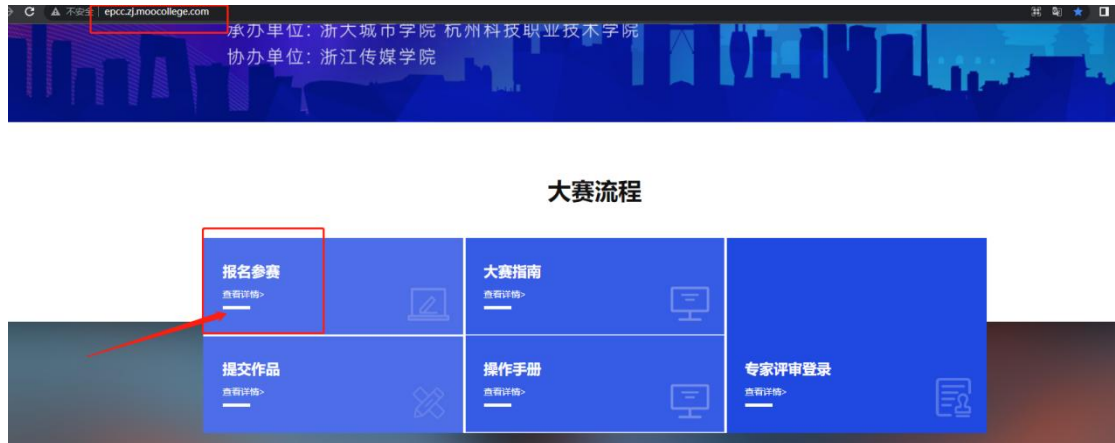 不安全 | epcc.zj.moocollege.com
承办单位: 浙大城市学院 杭州科技职业技术学院
协办单位: 浙江传媒学院
大赛流程
报名参赛
查看详情>
大赛指南
查看详情>
提交作品
查看详情>
操作手册
查看详情>
专家评审登录
查看详情>